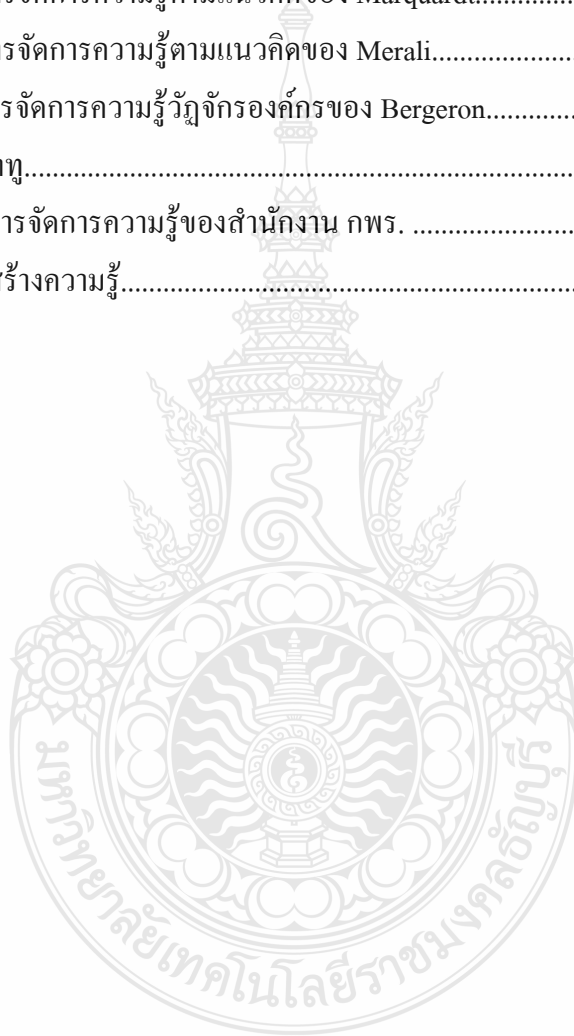 รจัดการความรู้ตามแนวคิดของ Marquardt
ารจัดการความรู้ตามแนวคิดของ Merali
ารจัดการความรู้วัฏจักรองค์กรของ Bergeron
าทู
การจัดการความรู้ของสำนักงาน กพร.
สร้างความรู้
มหาวิทยาลัยเทคโนโลยีราชมงคลธัญบุรี